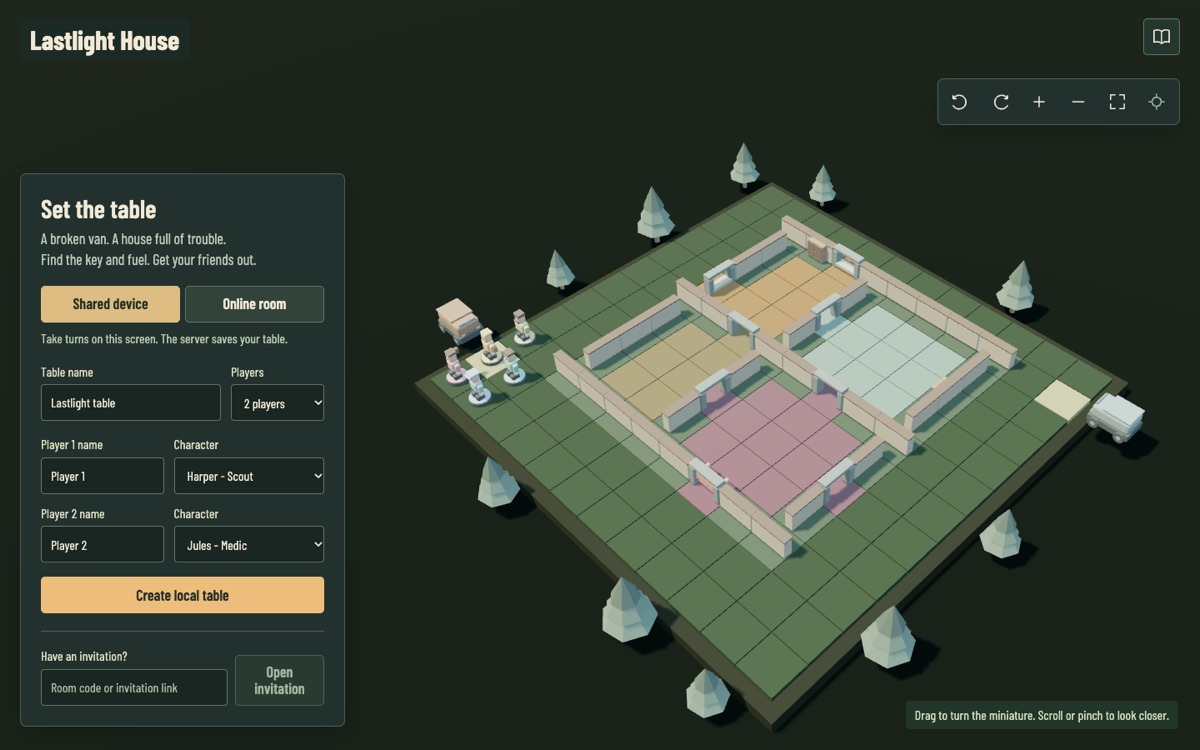 Lastlight House
Set the table
A broken van. A house full of trouble.
Find the key and fuel. Get your friends out.
Shared device
Online room
Take turns on this screen. The server saves your table.
Table name
Players
Lastlight table
2 players
Player 1 name
Character
Player 1
Harper - Scout
Player 2 name
Character
Player 2
Jules - Medic
Create local table
Have an invitation?
Room code or invitation link
Open
invitation
Drag to turn the miniature. Scroll or pinch to look closer.